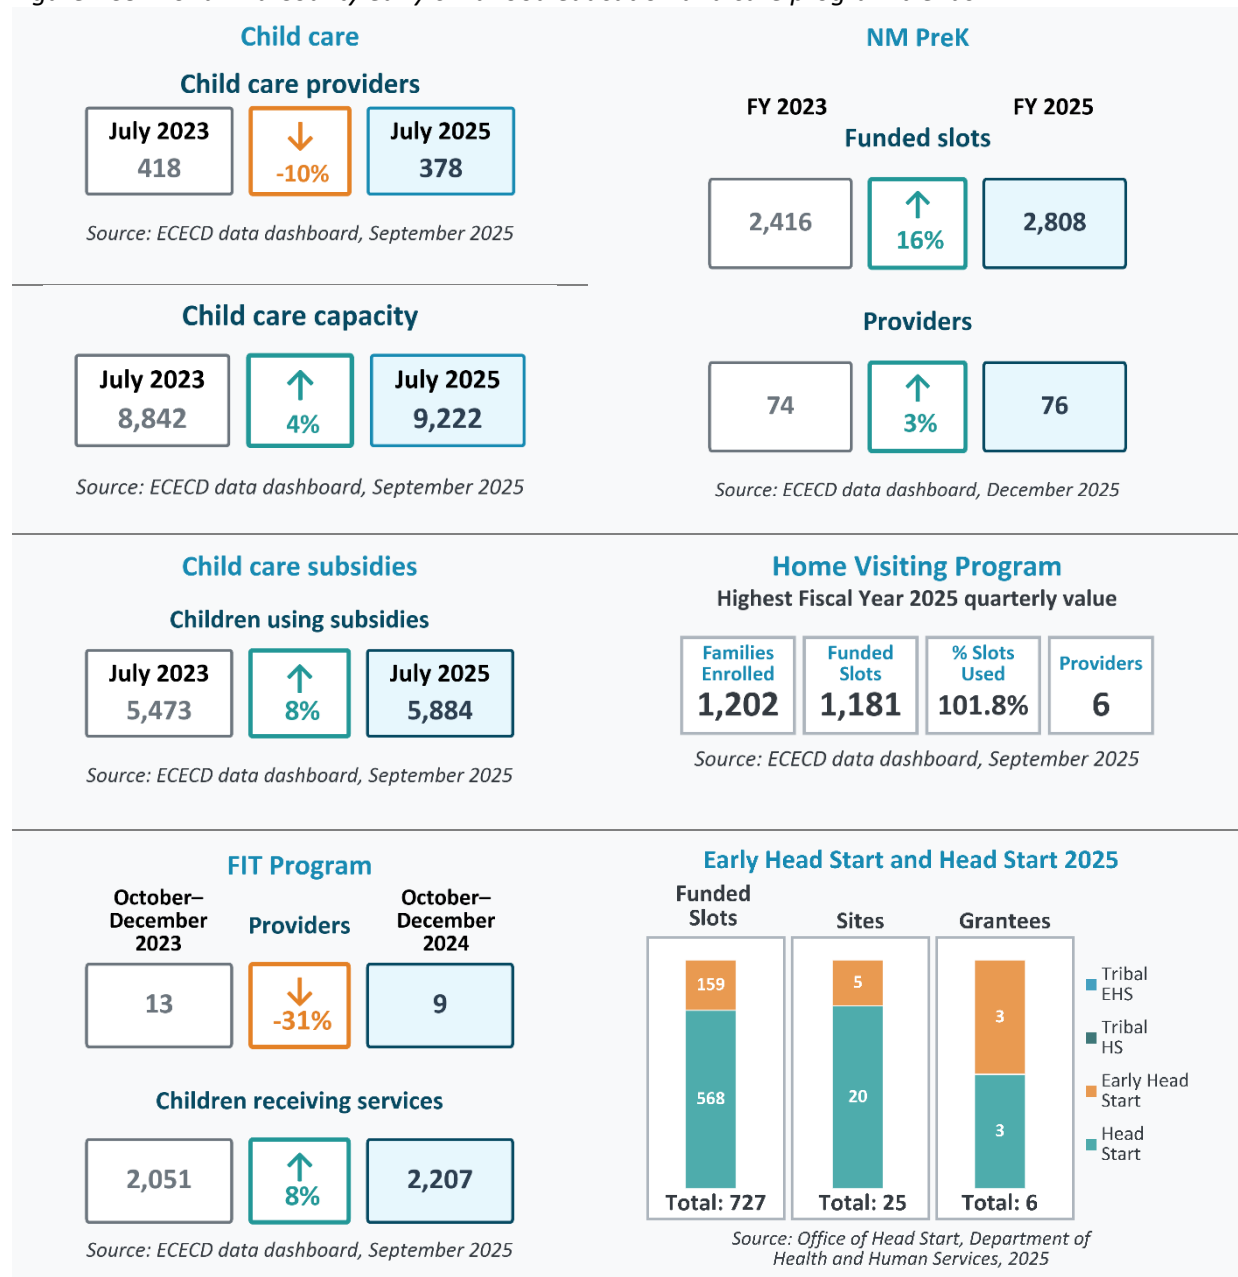 Child care
Child care providers
July 2023
418
-10%
July 2025
378
Source: ECECD data dashboard, September 2025
Child care capacity
July 2023
8,842
4%
July 2025
9,222
Source: ECECD data dashboard, September 2025
NM PreK
FY 2023
FY 2025
Funded slots
2,416
16%
2,808
Providers
74
3%
76
Source: ECECD data dashboard, December 2025
Child care subsidies
Children using subsidies
July 2023
5,473
8%
July 2025
5,884
Source: ECECD data dashboard, September 2025
Home Visiting Program
Highest Fiscal Year 2025 quarterly value
Families
Enrolled
1,202
Funded
Slots
1,181
% Slots
Used
101.8%
Providers
6
Source: ECECD data dashboard, September 2025
FIT Program
October–
December
2023
Providers
October–
December
2024
13
-31%
9
Children receiving services
2,051
8%
2,207
Source: ECECD data dashboard, September 2025
Early Head Start and Head Start 2025
Funded
Slots
159
568
Total: 727
Sites
5
20
Total: 25
Grantees
3
3
Total: 6
Tribal
EHS
Tribal
HS
Early Head
Start
Head
Start
Source: Office of Head Start, Department of
Health and Human Services, 2025